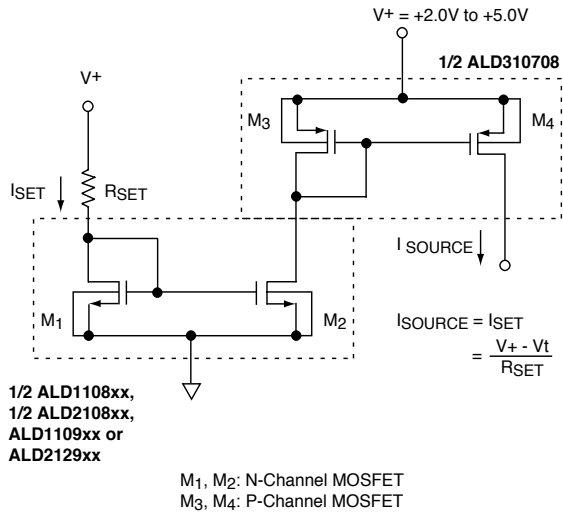 V+ = +2.0V to +5.0V
1/2 ALD310708
V+
M3
M4
ISET
RSET
I SOURCE
M1
M2
ISOURCE = ISET
= V+ - Vt
RSET
1/2 ALD1108xx,
1/2 ALD2108xx,
ALD1109xx or
ALD2129xx
M1, M2: N-Channel MOSFET
M3, M4: P-Channel MOSFET